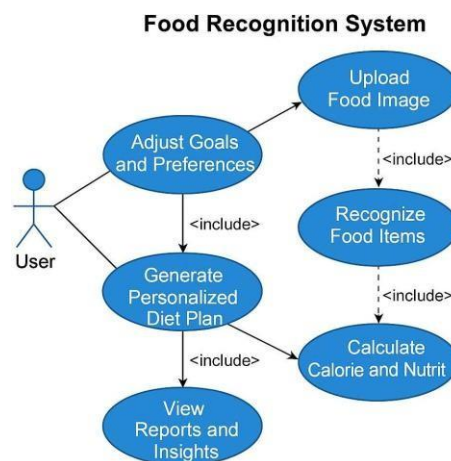 Food Recognition System
Upload
Food Image
Adjust Goals
and Preferences
<include>
<include>
Recognize
Food Items
User
Generate
Personalized
Diet Plan
<include>
<include>
Calculate
Calorie and Nutrit
View
Reports and
Insights